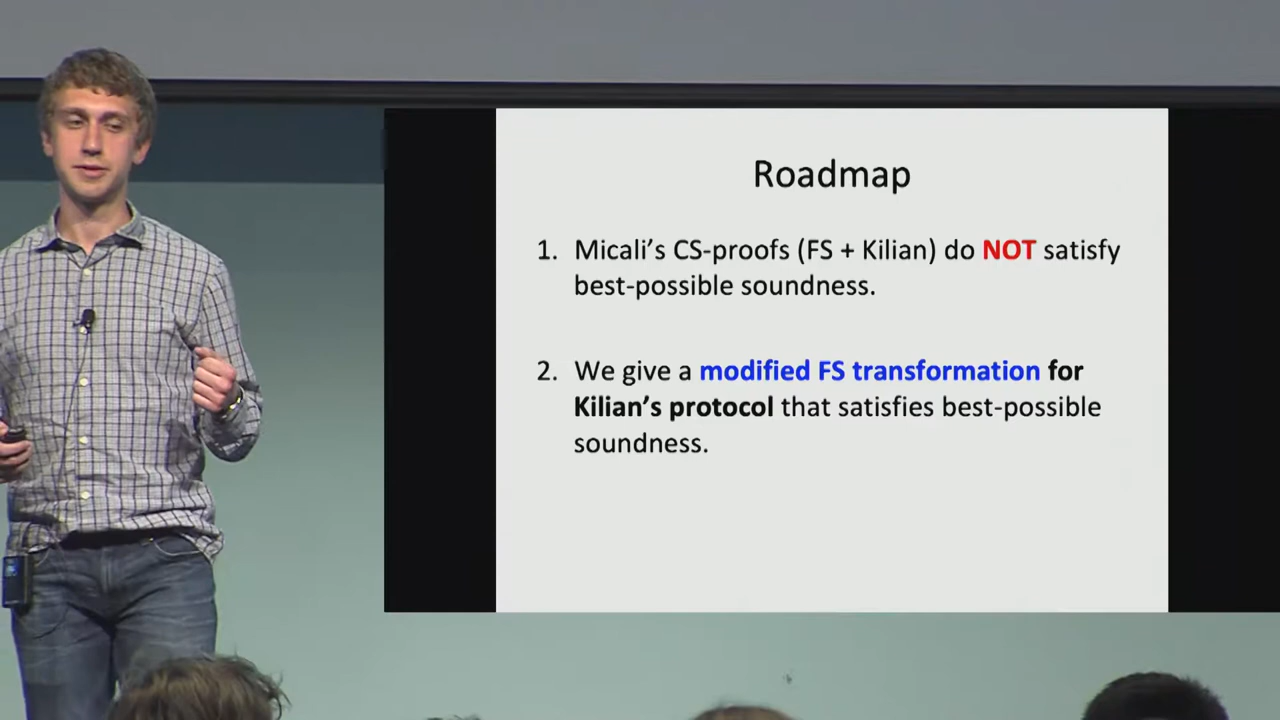 Roadmap
1. Micali’s CS-proofs (FS + Kilian) do NOT satisfy
best-possible soundness.
2. We give a modified FS transformation for
Kilian’s protocol that satisfies best-possible
soundness.